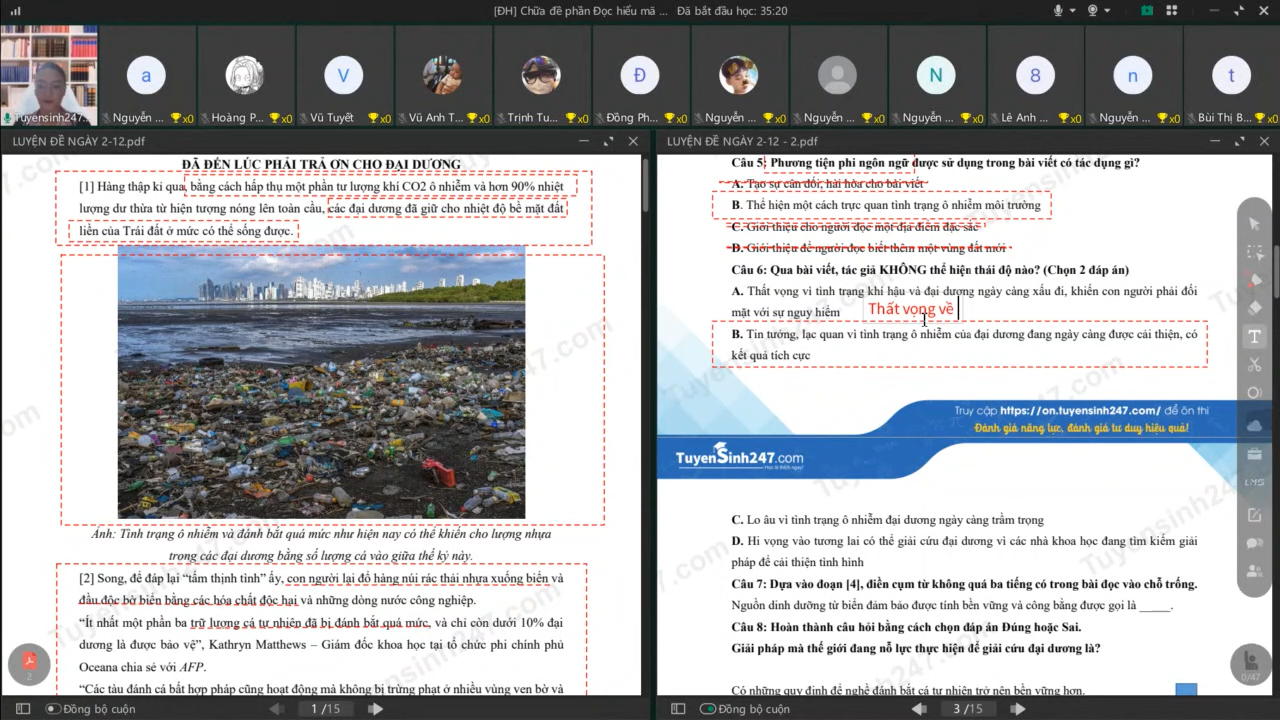 [ĐH] Chữa đề phần Đọc hiểu mã ... Đã bắt đầu học: 35:20
Tuyensinh247...
Nguyễn ... x0
Hoàng P... x0
Vũ Tuyết x0
Vũ Anh T... x0
Trịnh Tu... x0
Đồng Ph... x0
Nguyễn ... x0
Nguyễn ... x0
Nguyễn ... x0
Lê Anh ... x0
Nguyễn ... x0
Bùi Thị B... x0
a
V
Đ
N
8
n
t
LUYỆN ĐỀ NGÀY 2-12.pdf
ĐÃ ĐẾN LÚC PHẢI TRẢ ƠN CHO ĐẠI DƯƠNG
[1] Hàng thập kỉ qua, bằng cách hấp thụ một phần tư lượng khí CO2 ô nhiễm và hơn 90% nhiệt
lượng dư thừa từ hiện tượng nóng lên toàn cầu, các đại dương đã giữ cho nhiệt độ bề mặt đất
liền của Trái đất ở mức có thể sống được.
Ảnh: Tình trạng ô nhiễm và đánh bắt quá mức như hiện nay có thể khiến cho lượng nhựa
trong các đại dương bằng số lượng cá vào giữa thế kỷ này.
[2] Song, để đáp lại “tấm thịnh tình” ấy, con người lại đổ hàng núi rác thải nhựa xuống biển và
đầu độc bờ biển bằng các hóa chất độc hại và những dòng nước công nghiệp.
“Ít nhất một phần ba trữ lượng cá tự nhiên đã bị đánh bắt quá mức, và chỉ còn dưới 10% đại
dương là được bảo vệ”, Kathryn Matthews – Giám đốc khoa học tại tổ chức phi chính phủ
Oceana chia sẻ với AFP.
“Các tàu đánh cá bất hợp pháp cũng hoạt động mà không bị trừng phạt ở nhiều vùng ven bờ và
2
Đồng bộ cuộn
1 /15
LUYỆN ĐỀ NGÀY 2-12 - 2.pdf
Câu 5: Phương tiện phi ngôn ngữ được sử dụng trong bài viết có tác dụng gì?
A. Tạo sự cân đối, hài hòa cho bài viết
B. Thể hiện một cách trực quan tình trạng ô nhiễm môi trường
C. Giới thiệu cho người đọc một địa điểm đặc sắc
D. Giới thiệu để người đọc biết thêm một vùng đất mới
Câu 6: Qua bài viết, tác giả KHÔNG thể hiện thái độ nào? (Chọn 2 đáp án)
A. Thất vọng vì tình trạng khí hậu và đại dương ngày càng xấu đi, khiến con người phải đối
mặt với sự nguy hiểm
Thất vọng về
B. Tin tưởng, lạc quan vì tình trạng ô nhiễm của đại dương đang ngày càng được cải thiện, có
kết quả tích cực
Truy cập https://on.tuyensinh247.com/ để ôn thi
Đánh giá năng lực, đánh giá tư duy hiệu quả!
TuyenSinh247.com
Học là thích ngay!
C. Lo âu vì tình trạng ô nhiễm đại dương ngày càng trầm trọng
D. Hi vọng vào tương lai có thể giải cứu đại dương vì các nhà khoa học đang tìm kiếm giải
pháp để cải thiện tình hình
Câu 7: Dựa vào đoạn [4], điền cụm từ không quá ba tiếng có trong bài đọc vào chỗ trống.
Nguồn dinh dưỡng từ biển đảm bảo được tính bền vững và công bằng được gọi là _____.
Câu 8: Hoàn thành câu hỏi bằng cách chọn đáp án Đúng hoặc Sai.
Giải pháp mà thế giới đang nỗ lực thực hiện để giải cứu đại dương là?
Có những quy định để nghề đánh bắt cá tự nhiên trở nên bền vững hơn.
Đồng bộ cuộn
3 /15
T
LMS
0/47